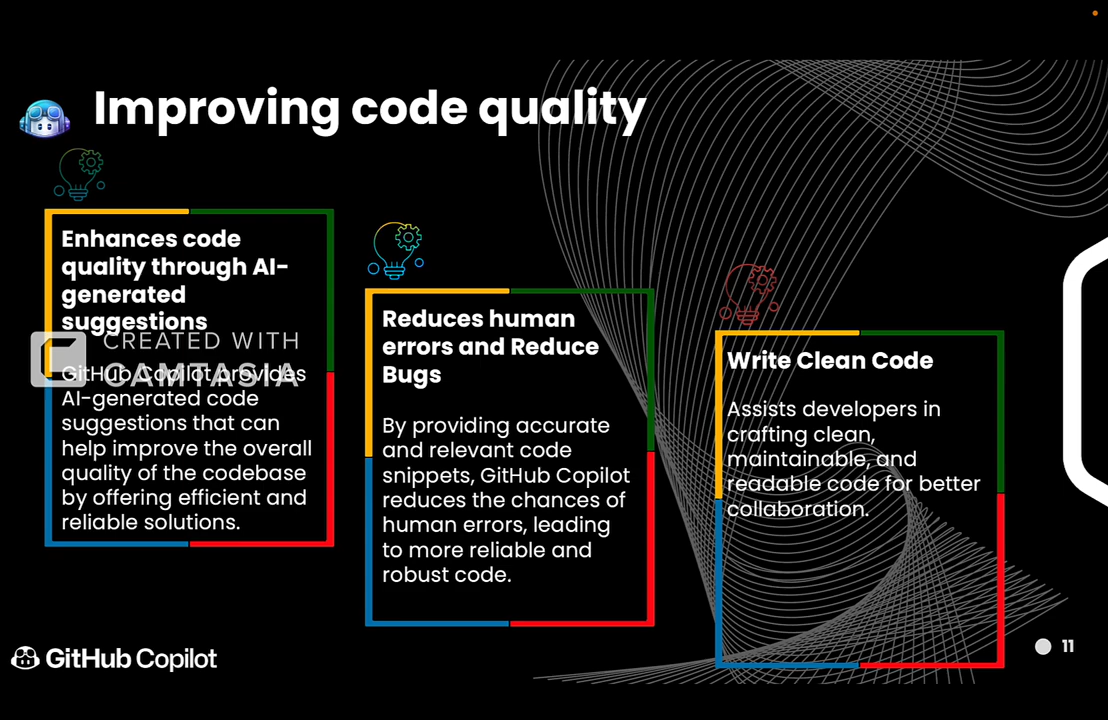 Improving code quality
Enhances code
quality through AI-
generated
suggestions
CREATED WITH
CAMTASIA
GitHub Copilot provides
AI-generated code
suggestions that can
help improve the overall
quality of the codebase
by offering efficient and
reliable solutions.
Reduces human
errors and Reduce
Bugs
By providing accurate
and relevant code
snippets, GitHub Copilot
reduces the chances of
human errors, leading
to more reliable and
robust code.
Write Clean Code
Assists developers in
crafting clean,
maintainable, and
readable code for better
collaboration.
GitHub Copilot
11